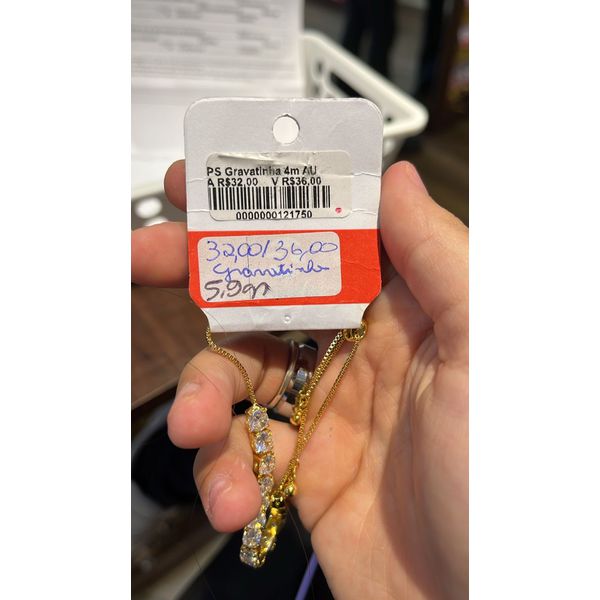 PS Gravatinha 4m AU
A R$32,00 V R$36,00
0000000121750
32,00/36,00
Gravatinha
5,9gr